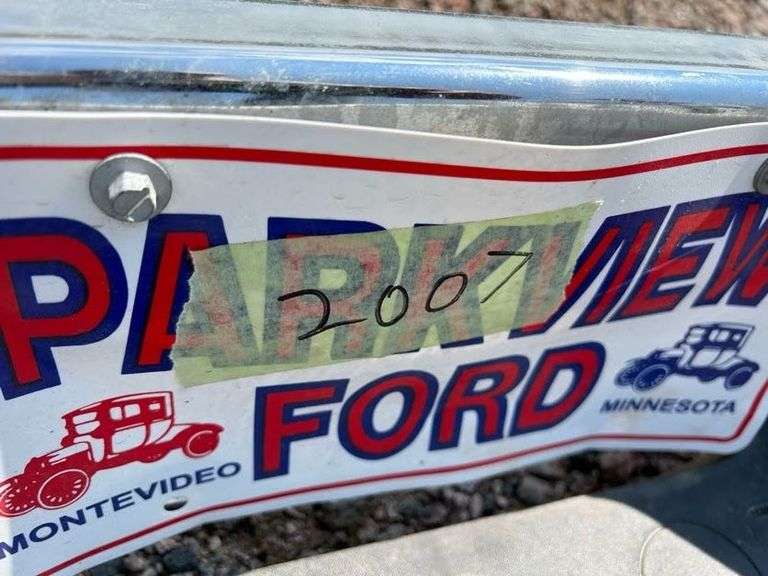 PARKVIEW
2007
FORD
MONTEVIDEO
MINNESOTA